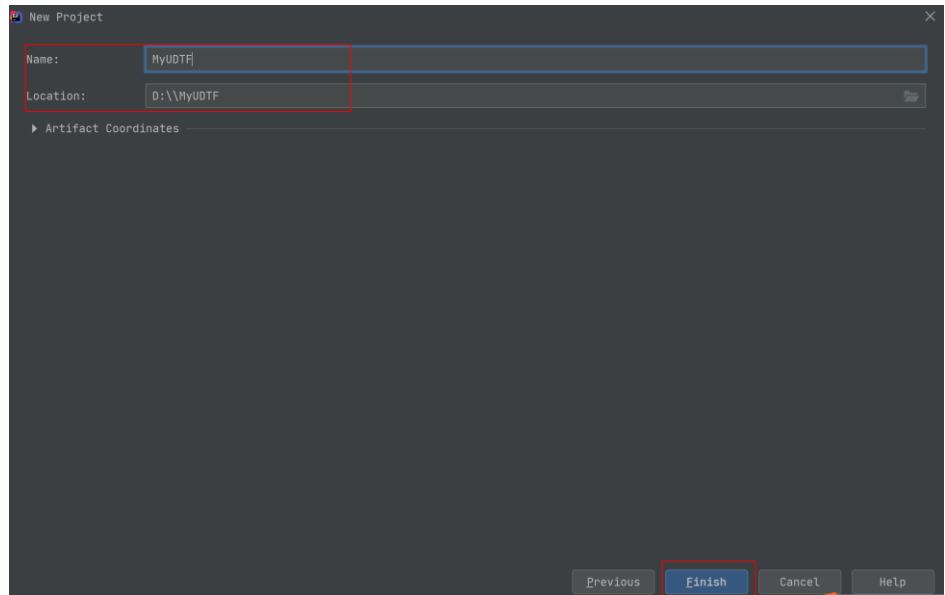 New Project
Name: MyUDTF
Location: D:\\MyUDTF
Artifact Coordinates
Previous Finish Cancel Help